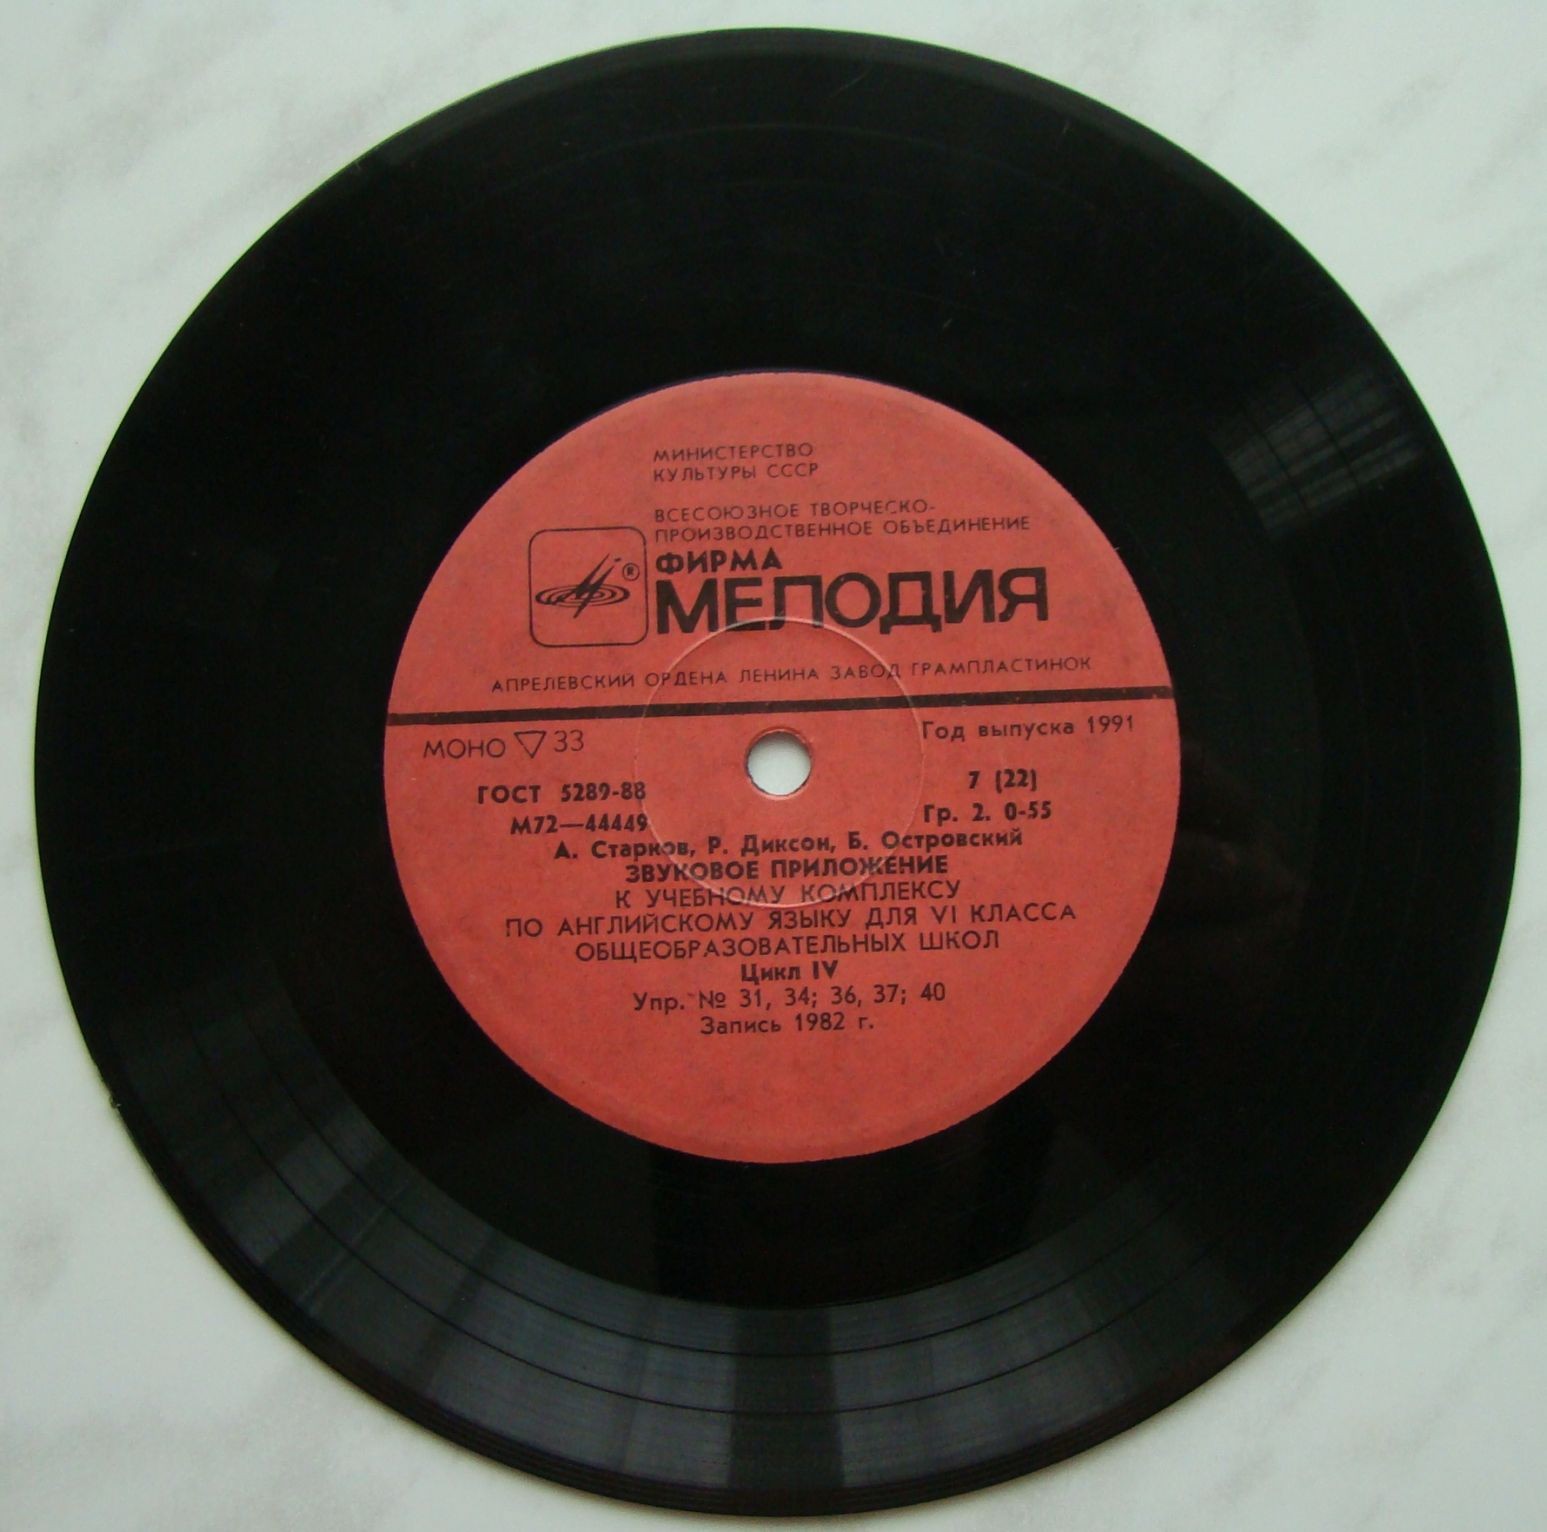 МИНИСТЕРСТВО
КУЛЬТУРЫ СССР
ВСЕСОЮЗНОЕ ТВОРЧЕСКО-
ПРОИЗВОДСТВЕННОЕ ОБЪЕДИНЕНИЕ
ФИРМА
® МЕЛОДИЯ
АПРЕЛЕВСКИЙ ОРДЕНА ЛЕНИНА ЗАВОД ГРАМПЛАСТИНОК
МОНО ▽ 33 Год выпуска 1991
ГОСТ 5289-88 7 (22)
М72—44449 Гр. 2. 0-55
А. Старков, Р. Диксон, Б. Островский
ЗВУКОВОЕ ПРИЛОЖЕНИЕ
К УЧЕБНОМУ КОМПЛЕКСУ
ПО АНГЛИЙСКОМУ ЯЗЫКУ ДЛЯ VI КЛАССА
ОБЩЕОБРАЗОВАТЕЛЬНЫХ ШКОЛ
Цикл IV
Упр. № 31, 34; 36, 37; 40
Запись 1982 г.